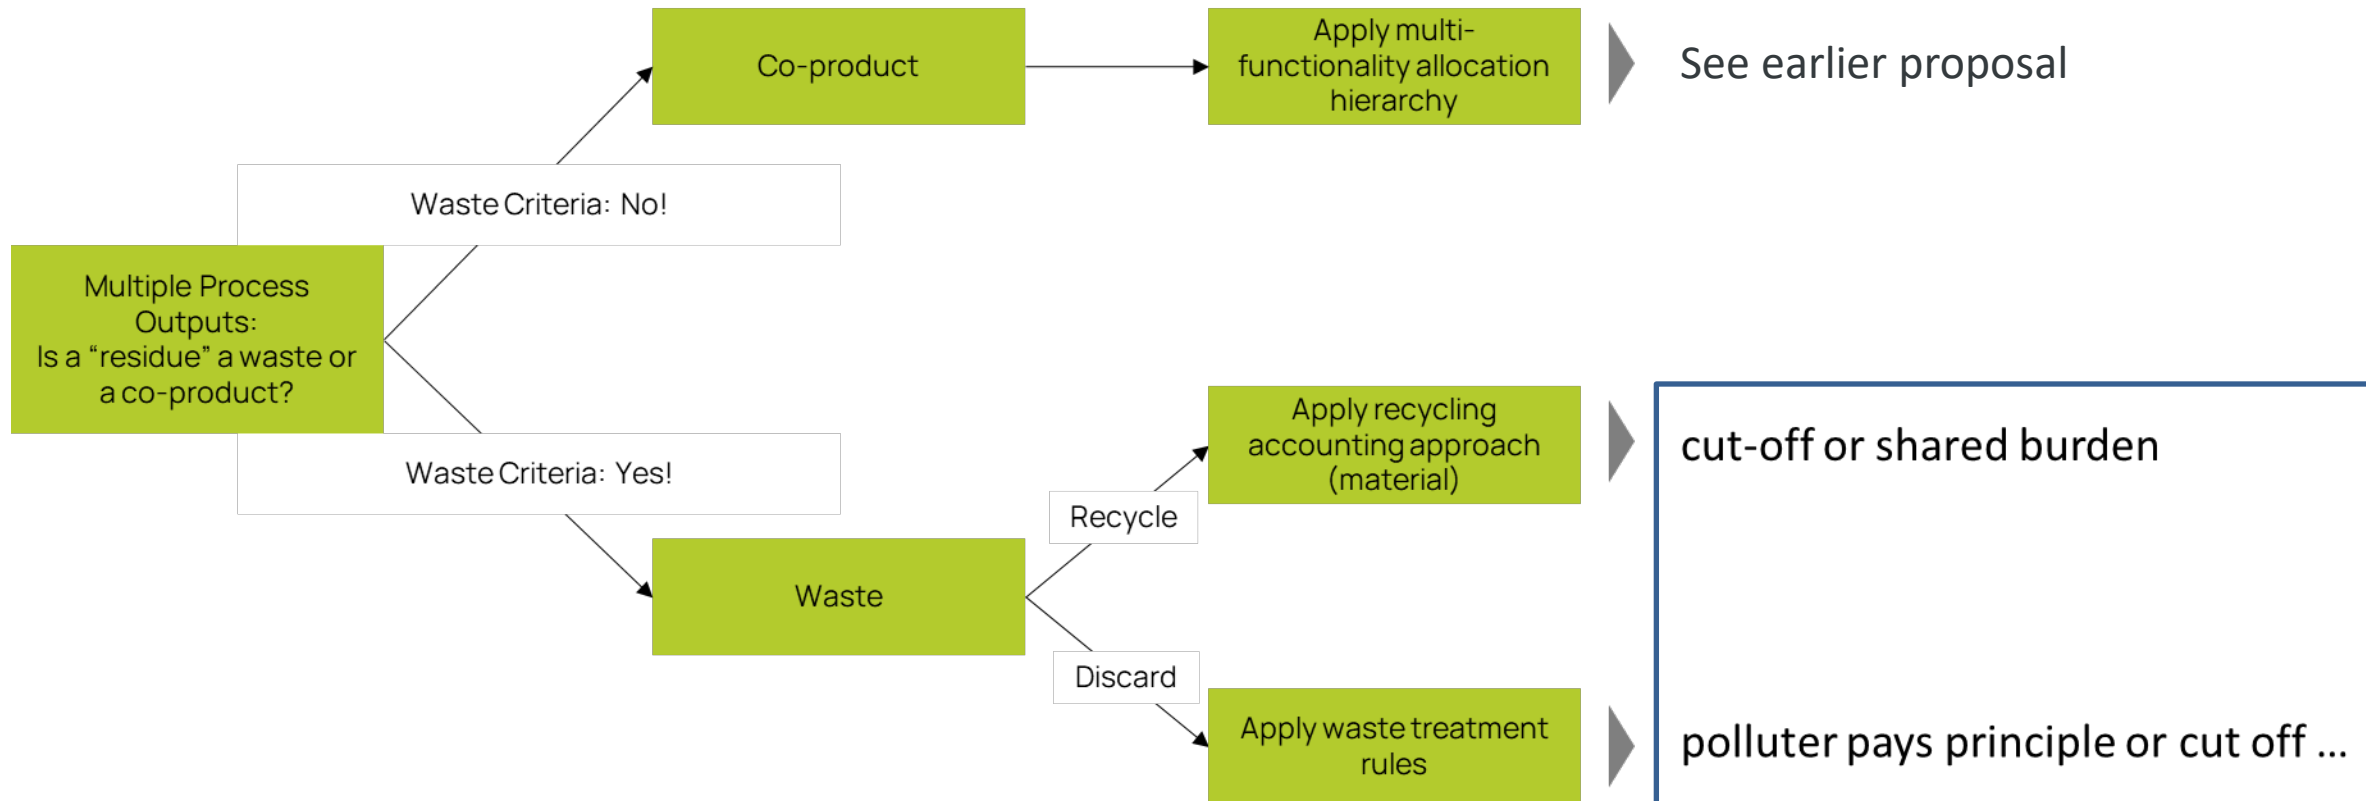 Co-product
Apply multi-
functionality allocation
hierarchy
See earlier proposal
Waste Criteria: No!
Multiple Process
Outputs:
Is a “residue” a waste or
a co-product?
Waste Criteria: Yes!
Waste
Recycle
Apply recycling
accounting approach
(material)
cut-off or shared burden
Discard
Apply waste treatment
rules
polluter pays principle or cut off ...